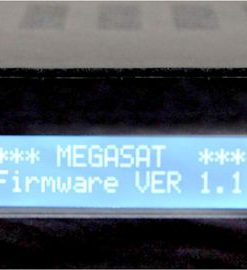 *** MEGASAT ***
Firmware VER 1.1